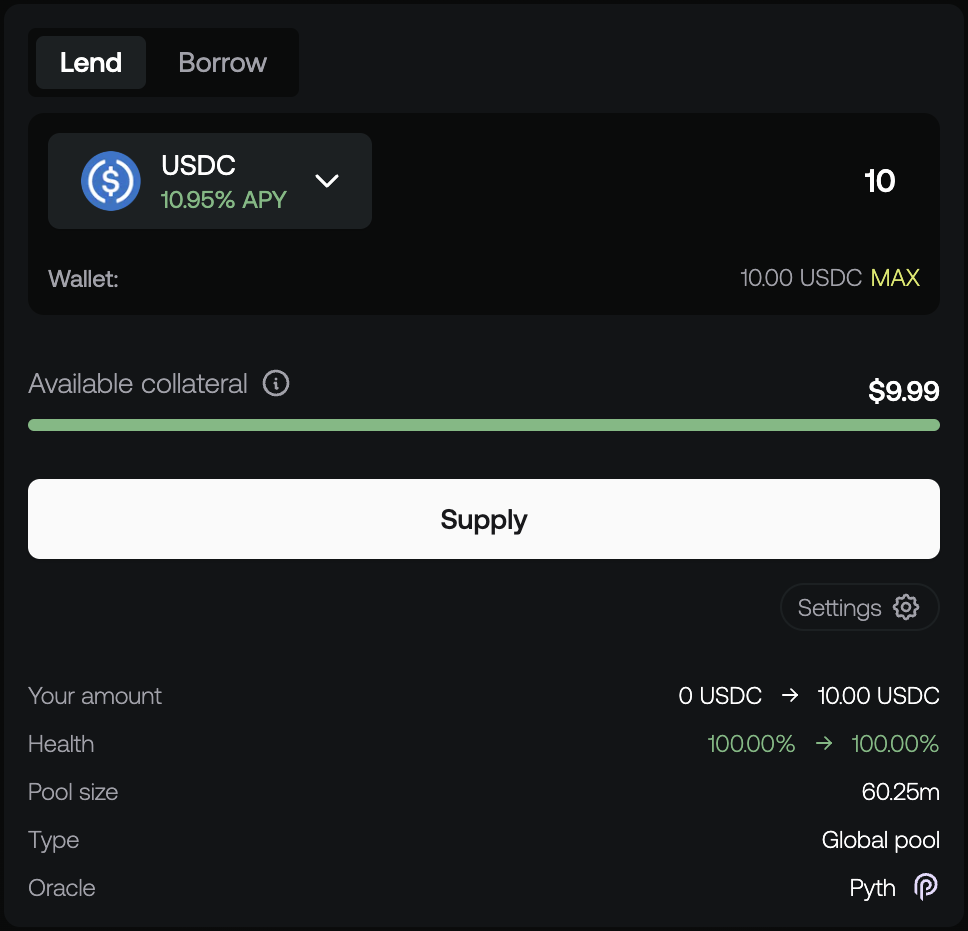 Lend Borrow
USDC
10.95% APY
10
Wallet: 10.00 USDC MAX
Available collateral $9.99
Supply
Settings
Your amount 0 USDC → 10.00 USDC
Health 100.00% → 100.00%
Pool size 60.25m
Type Global pool
Oracle Pyth